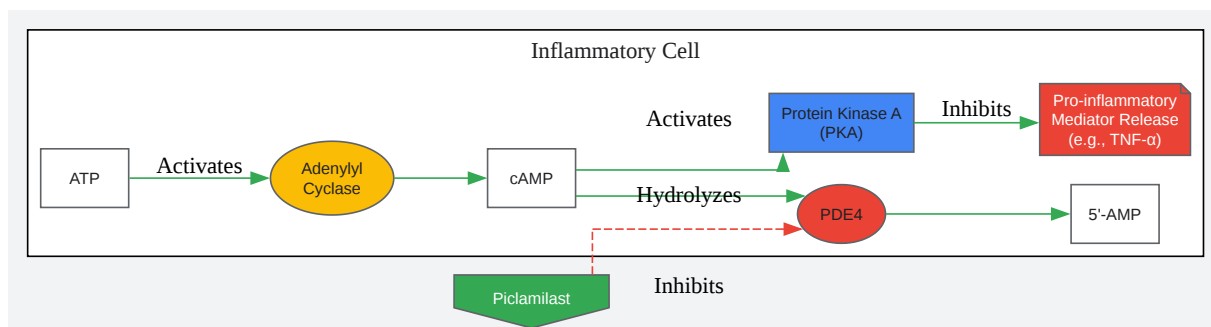 Inflammatory Cell
ATP
Activates
Adenylyl
Cyclase
cAMP
Activates
Protein Kinase A
(PKA)
Inhibits
Pro-inflammatory
Mediator Release
(e.g., TNF-α)
Hydrolyzes
PDE4
5'-AMP
Piclamilast
Inhibits